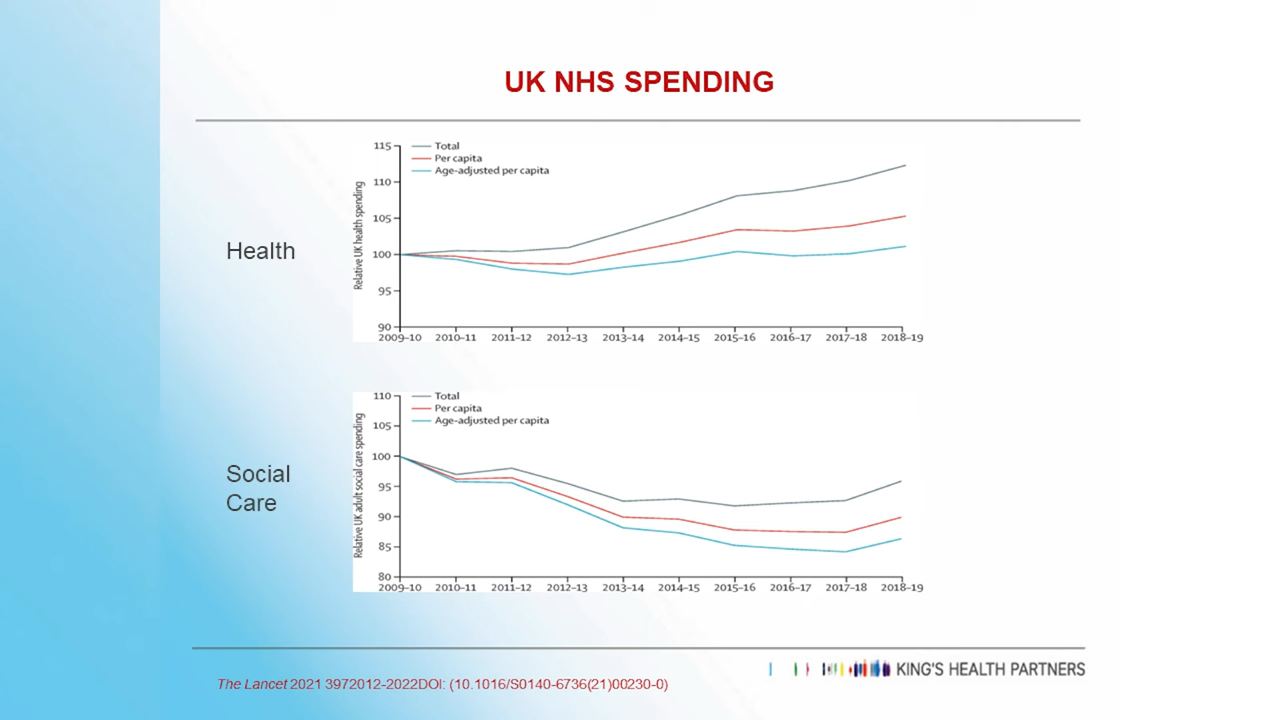 UK NHS SPENDING
Health
Relative UK health spending
Total
Per capita
Age-adjusted per capita
115
110
105
100
95
90
2009–10 2010–11 2011–12 2012–13 2013–14 2014–15 2015–16 2016–17 2017–18 2018–19
Social
Care
Relative UK adult social care spending
Total
Per capita
Age-adjusted per capita
110
105
100
95
90
85
80
2009–10 2010–11 2011–12 2012–13 2013–14 2014–15 2015–16 2016–17 2017–18 2018–19
The Lancet 2021 3972012-2022DOI: (10.1016/S0140-6736(21)00230-0)
KING'S HEALTH PARTNERS